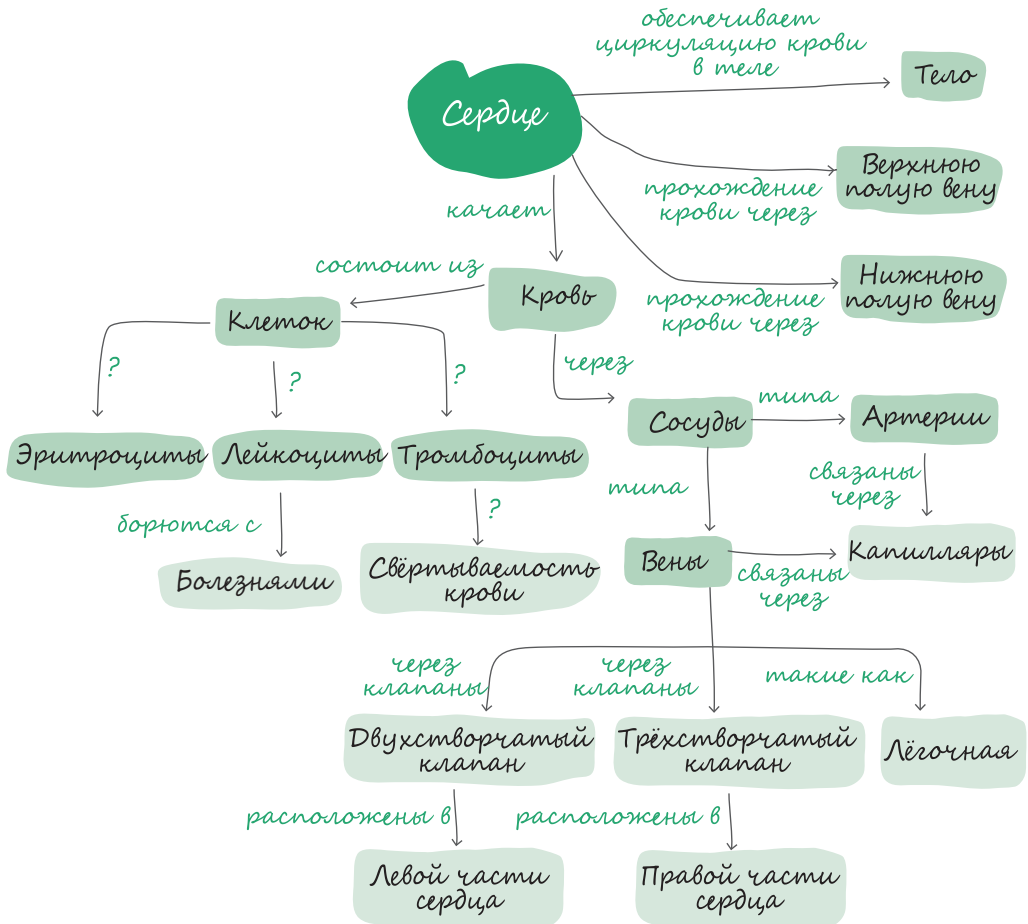 обеспечивает
циркуляцию крови
в теле
Тело
Сердце
Верхнюю
полую вену
прохождение
крови через
качает
состоит из
Кровь
Нижнюю
полую вену
прохождение
крови через
Клеток
?
?
?
через
Сосуды
типа
Артерии
Эритроциты
Лейкоциты
Тромбоциты
типа
связаны
через
борются с
?
Болезнями
Свёртываемость
крови
Вены
связаны
через
Капилляры
через
клапаны
через
клапаны
такие как
Двухстворчатый
клапан
Трёхстворчатый
клапан
Лёгочная
расположены в
расположены в
Левой части
сердца
Правой части
сердца